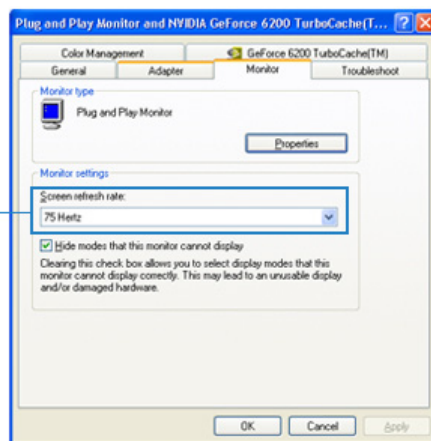 Plug and Play Monitor and NVIDIA GeForce 6200 TurboCache(T...
Color Management
GeForce 6200 TurboCache(TM)
General
Adapter
Monitor
Troubleshoot
Monitor type
Plug and Play Monitor
Properties
Monitor settings
Screen refresh rate:
75 Hertz
Hide modes that this monitor cannot display
Clearing this check box allows you to select display modes that this
monitor cannot display correctly. This may lead to an unusable display
and/or damaged hardware.
OK
Cancel
Apply